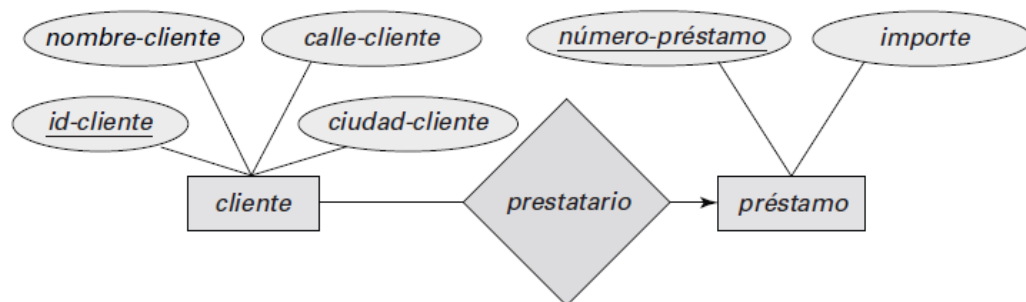 nombre-cliente
calle-cliente
número-préstamo
importe
id-cliente
ciudad-cliente
cliente
prestatario
préstamo